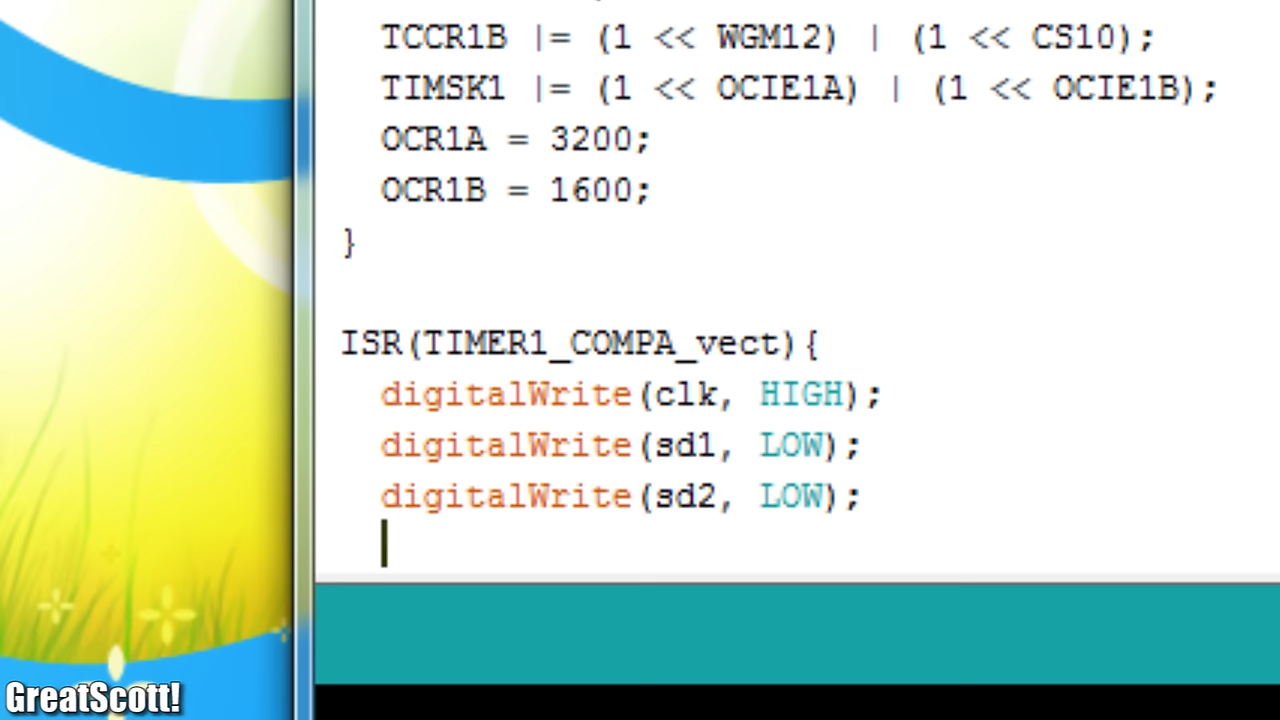 TCCR1B |= (1 << WGM12) | (1 << CS10);
TIMSK1 |= (1 << OCIE1A) | (1 << OCIE1B);
OCR1A = 3200;
OCR1B = 1600;
}
ISR(TIMER1_COMPA_vect){
digitalWrite(clk, HIGH);
digitalWrite(sd1, LOW);
digitalWrite(sd2, LOW);
GreatScott!